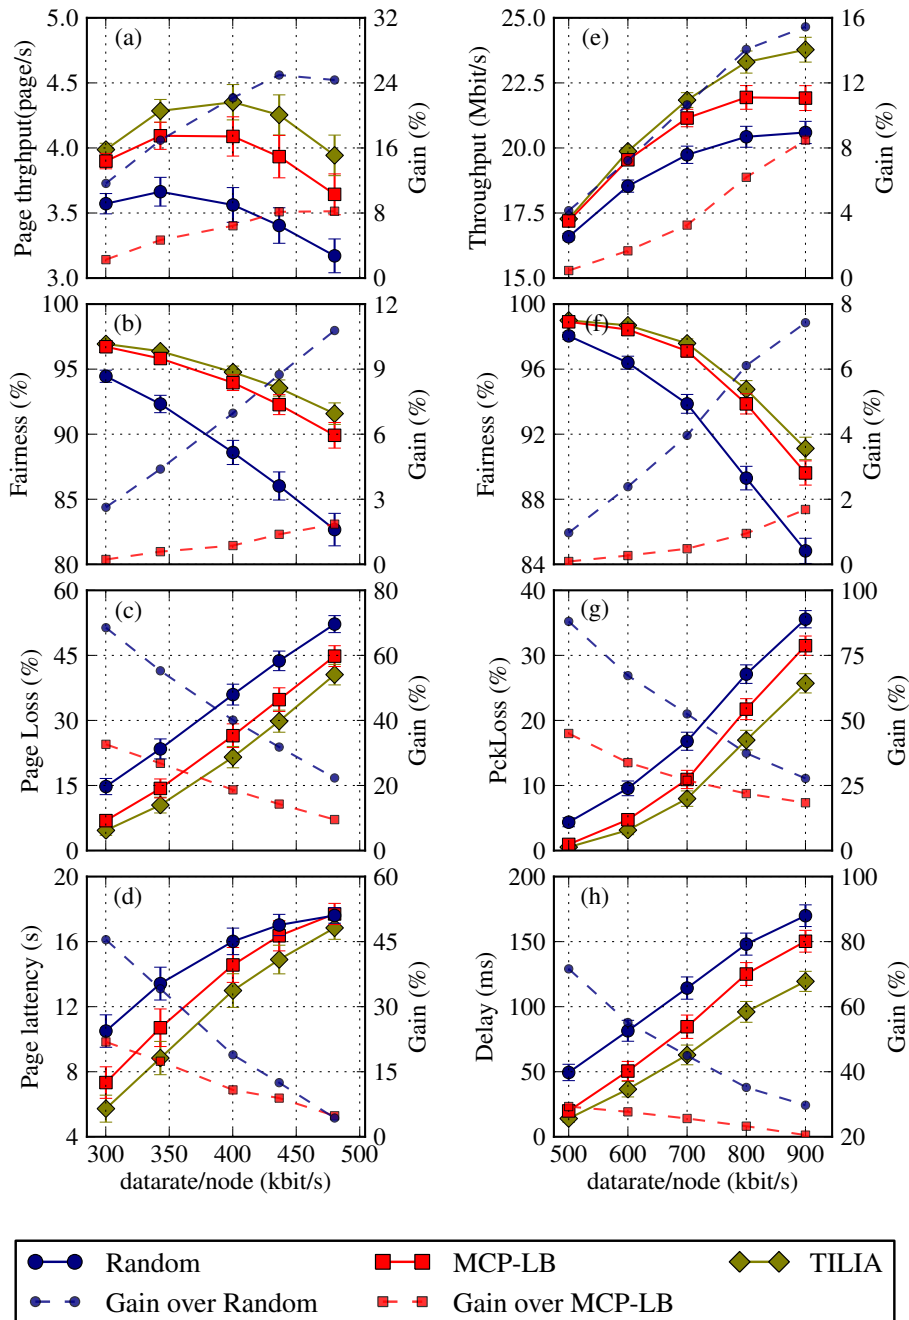 (a)
Page thrghput(page/s)
5.0
4.5
4.0
3.5
3.0
32
24
16
8
0
Gain (%)
(e)
Throughput (Mbit/s)
25.0
22.5
20.0
17.5
15.0
16
12
8
4
0
Gain (%)
(b)
Fairness (%)
100
95
90
85
80
12
9
6
3
0
Gain (%)
(f)
Fairness (%)
100
96
92
88
84
8
6
4
2
0
Gain (%)
(c)
Page Loss (%)
60
45
30
15
0
80
60
40
20
0
Gain (%)
(g)
PckLoss (%)
40
30
20
10
0
100
75
50
25
0
Gain (%)
(d)
Page latency (s)
20
16
12
8
4
60
45
30
15
0
Gain (%)
300 350 400 450 500
datarate/node (kbit/s)
(h)
Delay (ms)
200
150
100
50
0
100
80
60
40
20
Gain (%)
500 600 700 800 900
datarate/node (kbit/s)
Random MCP-LB TILIA
Gain over Random Gain over MCP-LB